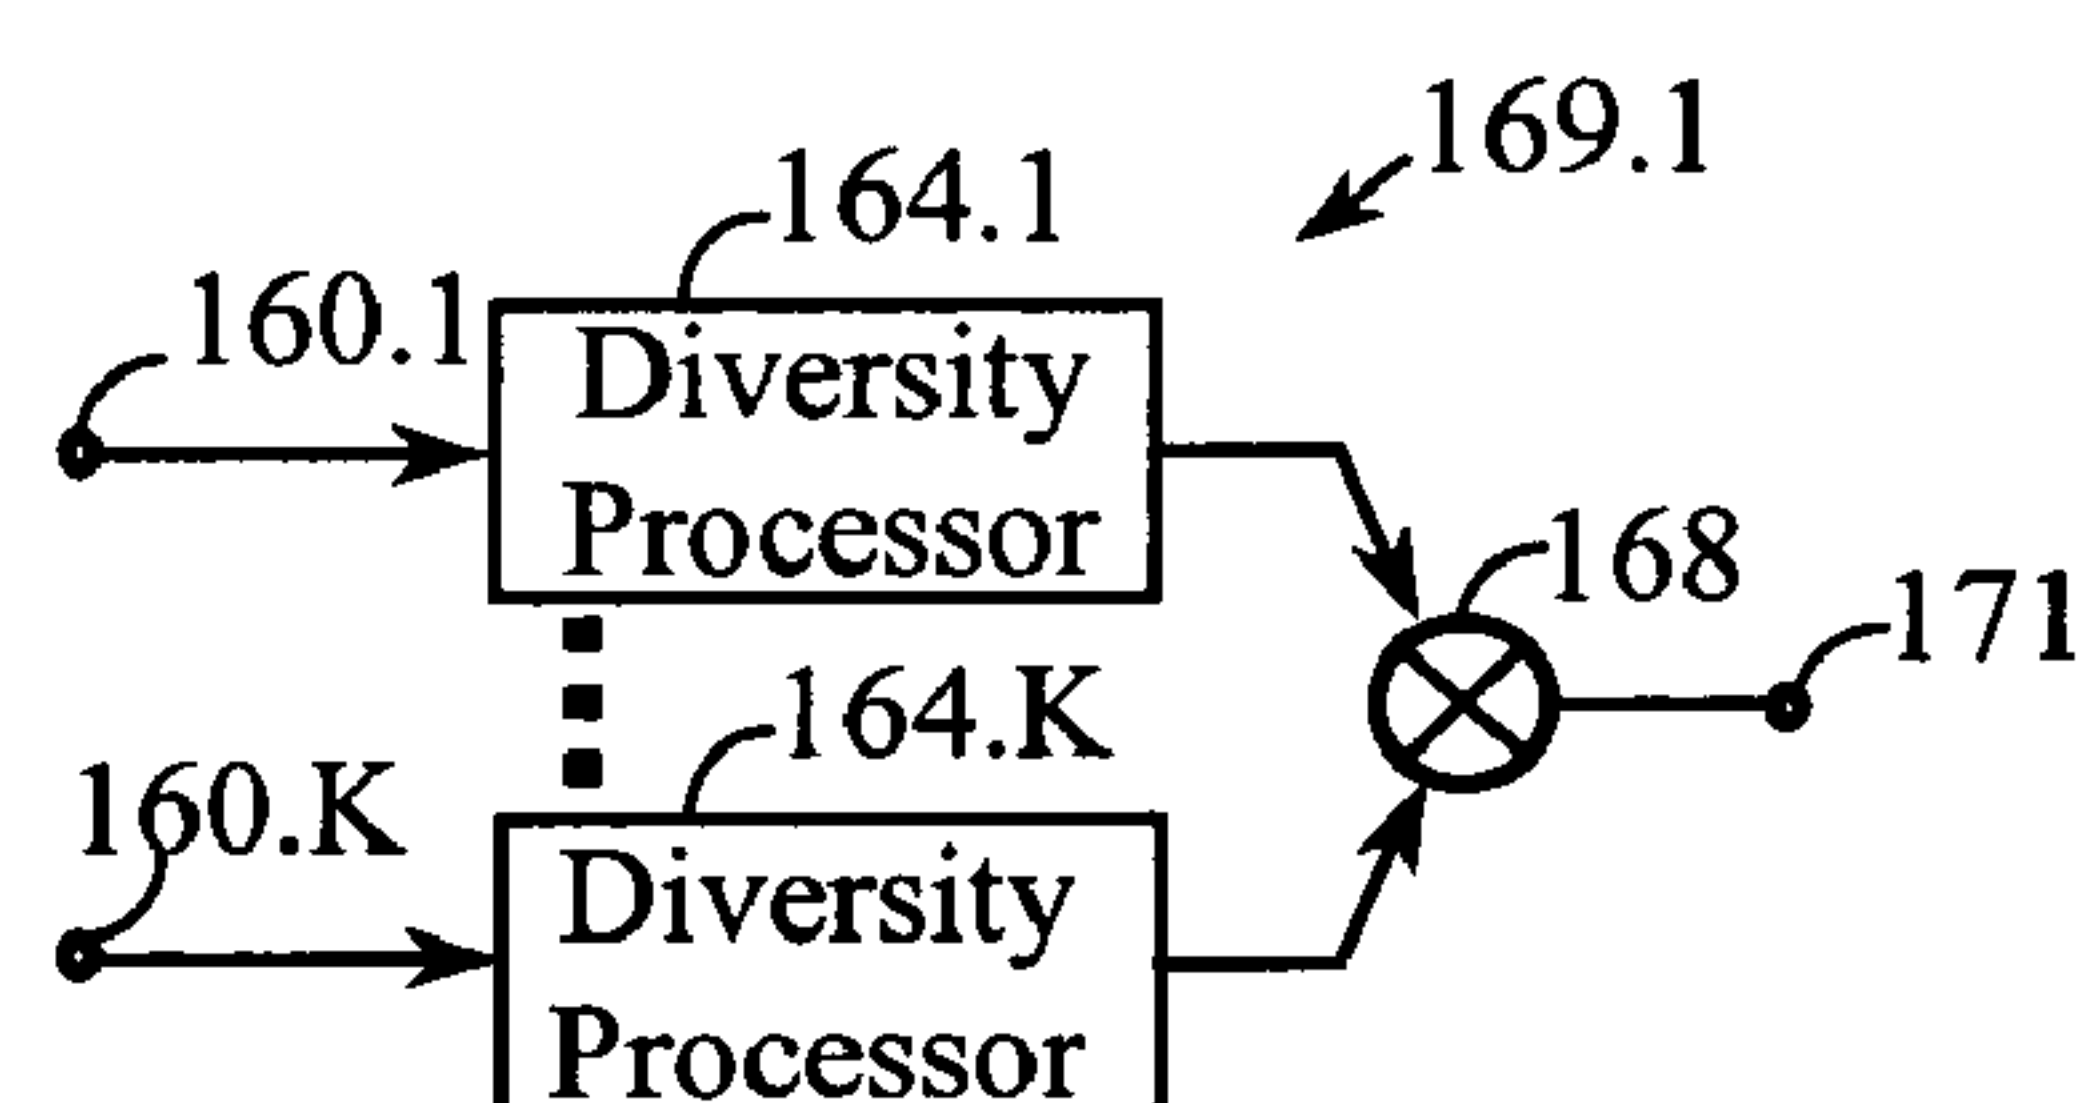 169.1
164.1
160.1
Diversity
Processor
168
171
164.K
160.K
Diversity
Processor